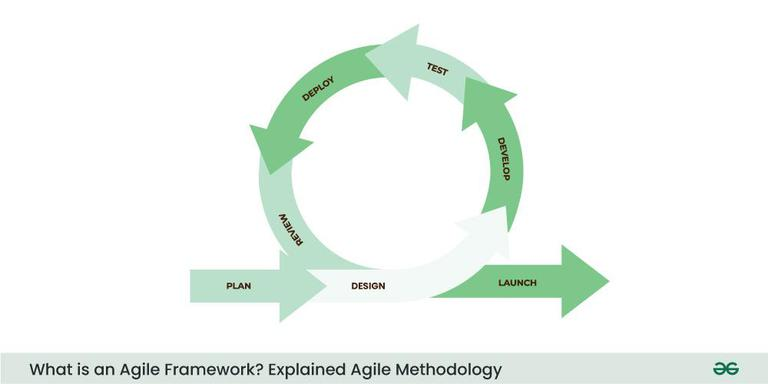 TEST
DEPLOY
DEVELOP
REVIEW
PLAN
DESIGN
LAUNCH
What is an Agile Framework? Explained Agile Methodology